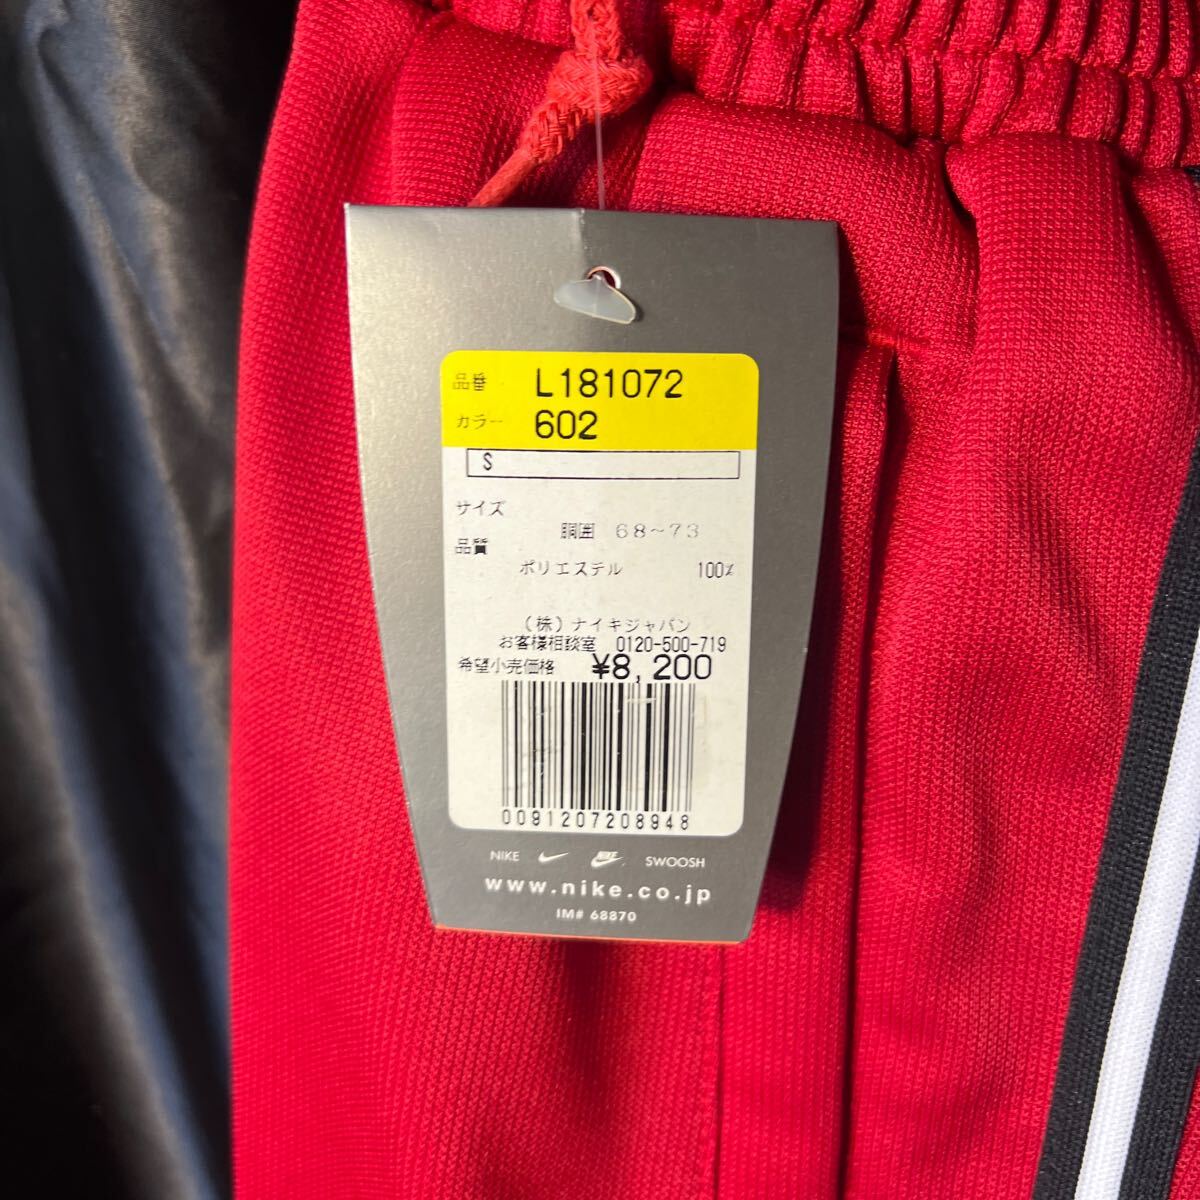 品番 L181072
カラー 602
S
サイズ
胴囲 68~73
品質
ポリエステル 100%
(株)ナイキジャパン
お客様相談室 0120-500-719
希望小売価格 ¥8,200
0091207208948
NIKE NIKE SWOOSH
www.nike.co.jp
IM# 68870